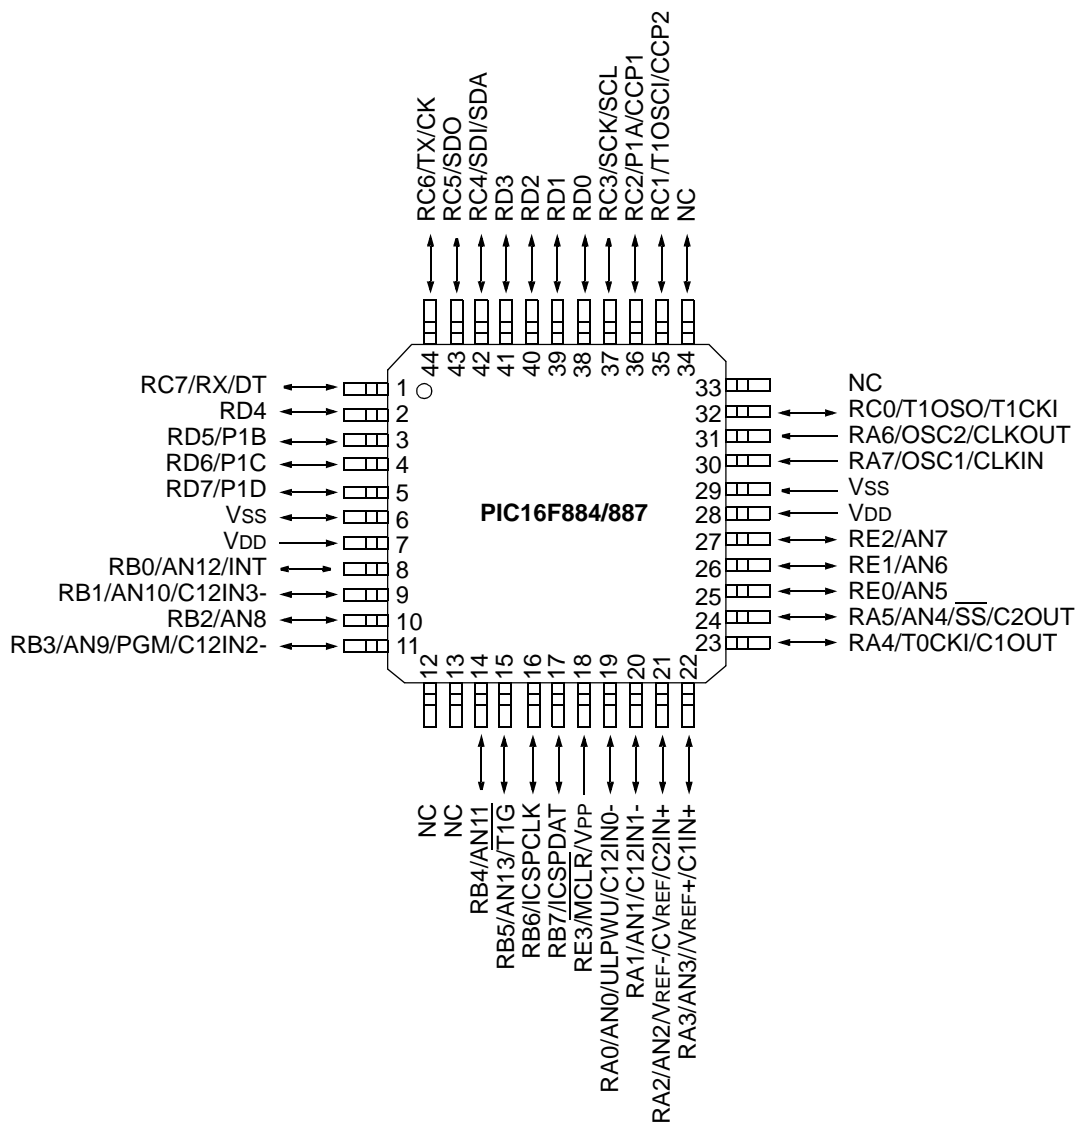 RC6/TX/CK
RC5/SDO
RC4/SDI/SDA
RD3
RD2
RD1
RD0
RC3/SCK/SCL
RC2/P1A/CCP1
RC1/T1OSCI/CCP2
NC
44
43
42
41
40
39
38
37
36
35
34
RC7/RX/DT 1
RD4 2
RD5/P1B 3
RD6/P1C 4
RD7/P1D 5
VSS 6
VDD 7
RB0/AN12/INT 8
RB1/AN10/C12IN3- 9
RB2/AN8 10
RB3/AN9/PGM/C12IN2- 11
PIC16F884/887
33 NC
32 RC0/T1OSO/T1CKI
31 RA6/OSC2/CLKOUT
30 RA7/OSC1/CLKIN
29 VSS
28 VDD
27 RE2/AN7
26 RE1/AN6
25 RE0/AN5
24 RA5/AN4/SS/C2OUT
23 RA4/T0CKI/C1OUT
12
13
14
15
16
17
18
19
20
21
22
NC
NC
RB4/AN11
RB5/AN13/T1G
RB6/ICSPCLK
RB7/ICSPDAT
RE3/MCLR/VPP
RA0/AN0/ULPWU/C12IN0-
RA1/AN1/C12IN1-
RA2/AN2/VREF-/CVREF/C2IN+
RA3/AN3//VREF+/C1IN+